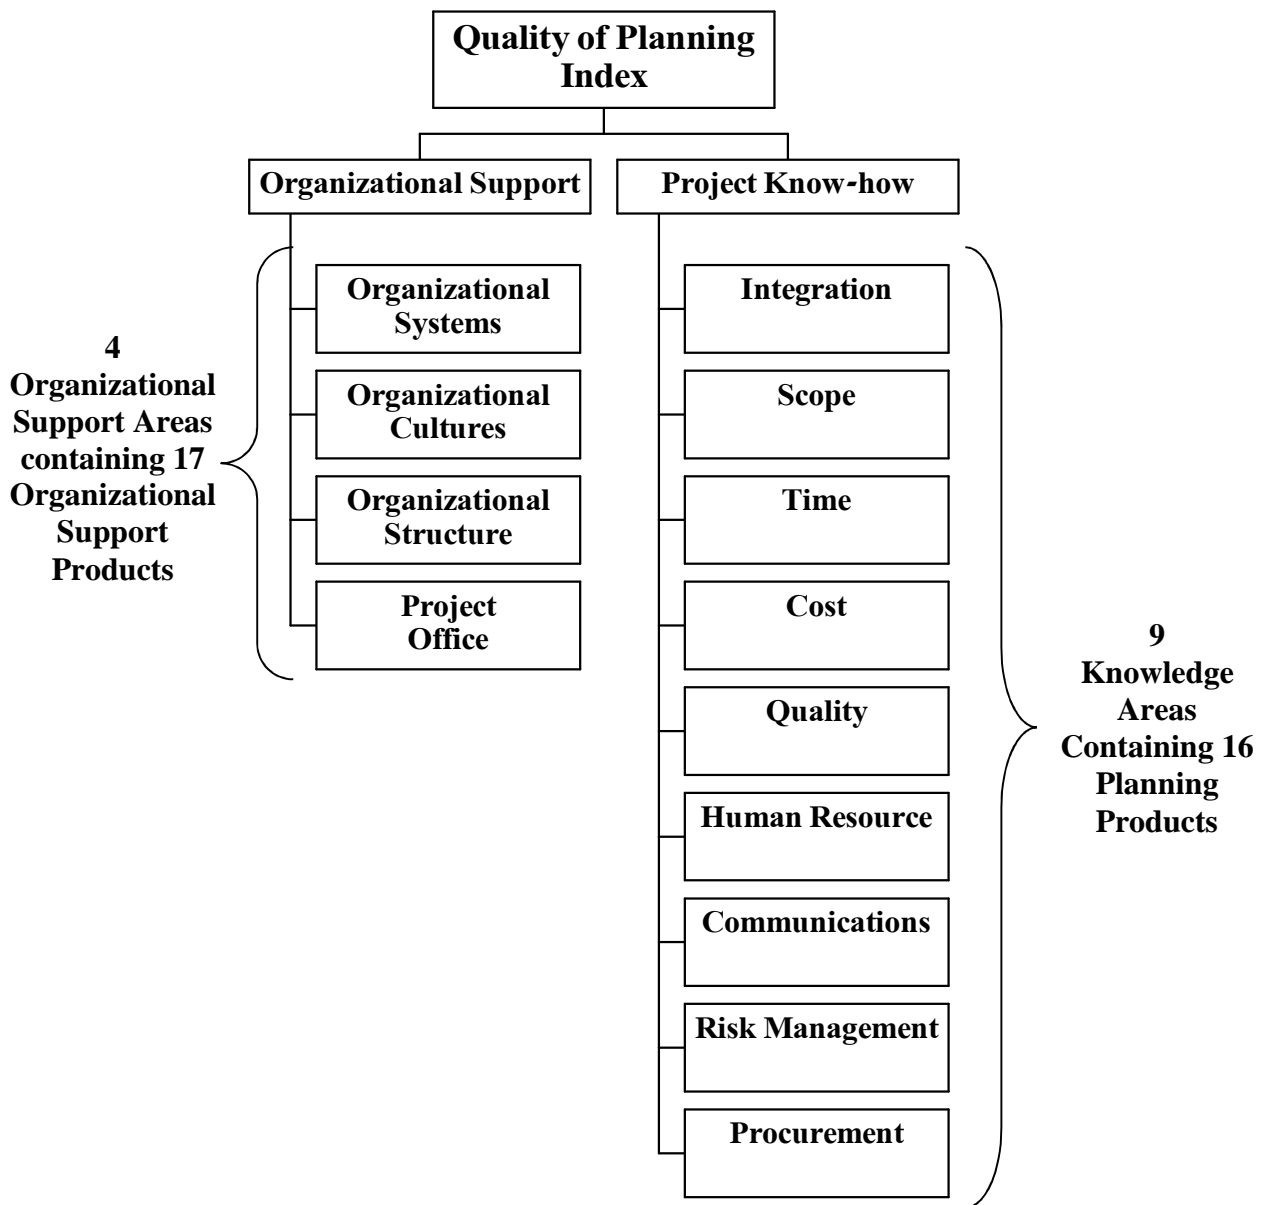 Quality of Planning
Index
Organizational Support
Project Know-how
4
Organizational
Support Areas
containing 17
Organizational
Support
Products
Organizational
Systems
Organizational
Cultures
Organizational
Structure
Project
Office
Integration
Scope
Time
Cost
Quality
Human Resource
Communications
Risk Management
Procurement
9
Knowledge
Areas
Containing 16
Planning
Products